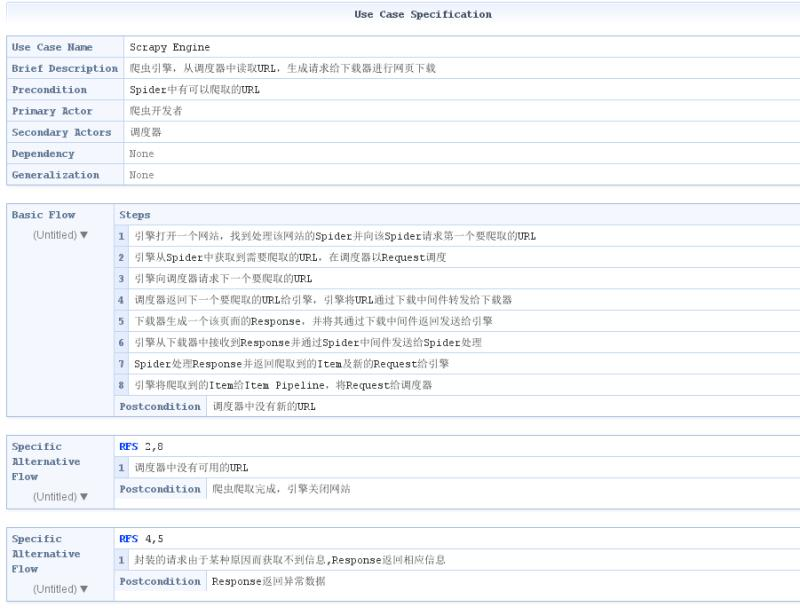 Use Case Specification
Use Case Name Scrapy Engine
Brief Description 爬虫引擎，从调度器中读取URL，生成请求给下载器进行网页下载
Precondition Spider中有可以爬取的URL
Primary Actor 爬虫开发者
Secondary Actors 调度器
Dependency None
Generalization None
Basic Flow Steps
(Untitled) ▼ 1 引擎打开一个网站，找到处理该网站的Spider并向该Spider请求第一个要爬取的URL
2 引擎从Spider中获取到需要爬取的URL，在调度器以Request调度
3 引擎向调度器请求下一个要爬取的URL
4 调度器返回下一个要爬取的URL给引擎，引擎将URL通过下载中间件转发给下载器
5 下载器生成一个该页面的Response，并将其通过下载中间件返回发送给引擎
6 引擎从下载器中接收到Response并通过Spider中间件发送给Spider处理
7 Spider处理Response并返回爬取到的Item及新的Request给引擎
8 引擎将爬取到的Item给Item Pipeline，将Request给调度器
Postcondition 调度器中没有新的URL
Specific Alternative Flow RFS 2,8
1 调度器中没有可用的URL
(Untitled) ▼ Postcondition 爬虫爬取完成，引擎关闭网站
Specific Alternative Flow RFS 4,5
1 封装的请求由于某种原因而获取不到信息,Response返回相应信息
(Untitled) ▼ Postcondition Response返回异常数据